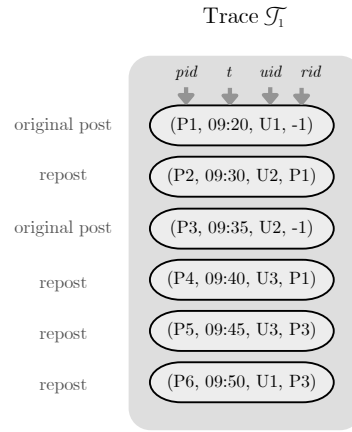 Trace 𝒯₁
pid t uid rid
original post (P1, 09:20, U1, -1)
repost (P2, 09:30, U2, P1)
original post (P3, 09:35, U2, -1)
repost (P4, 09:40, U3, P1)
repost (P5, 09:45, U3, P3)
repost (P6, 09:50, U1, P3)